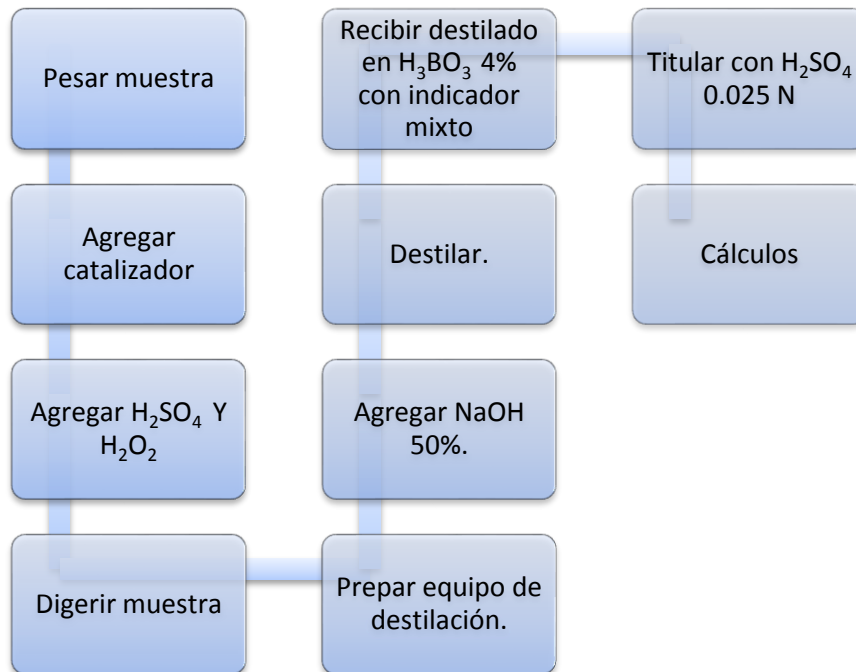 Pesar muestra
Agregar
catalizador
Agregar H₂SO₄ Y
H₂O₂
Digerir muestra
Prepar equipo de
destilación.
Agregar NaOH
50%.
Destilar.
Recibir destilado
en H₃BO₃ 4%
con indicador
mixto
Titular con H₂SO₄
0.025 N
Cálculos